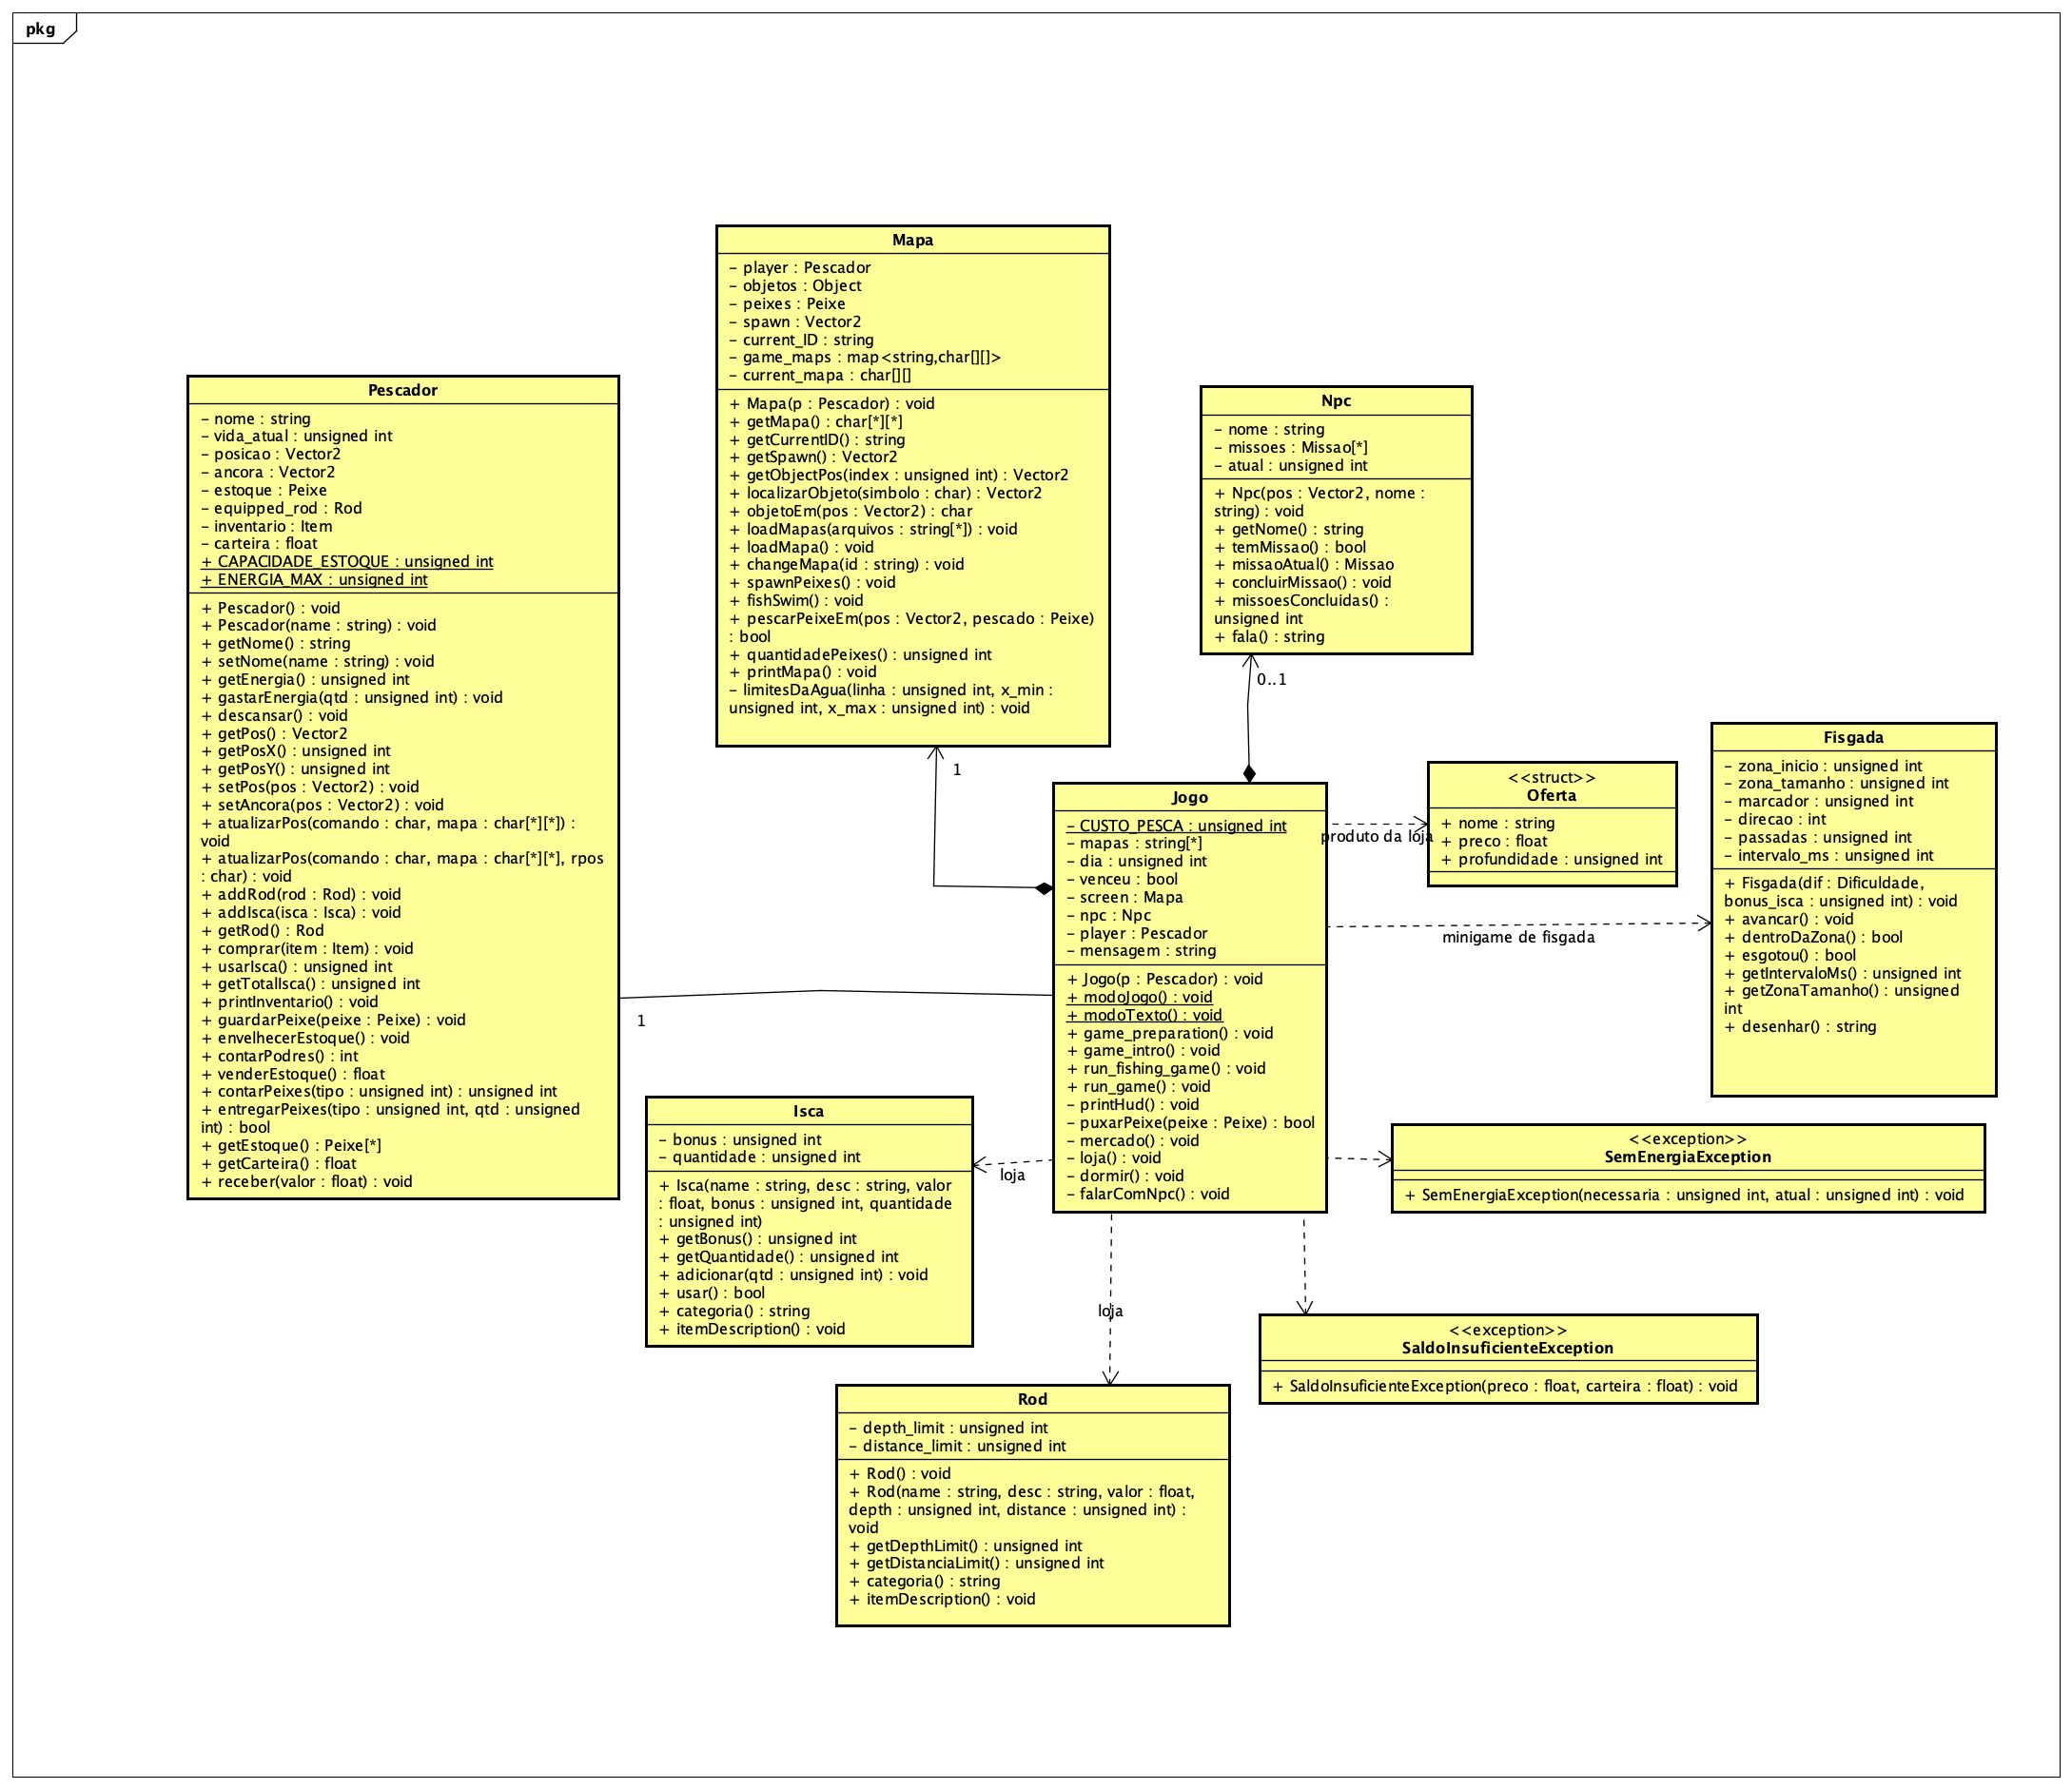 pkg
Mapa
– player : Pescador
– objetos : Object
– peixes : Peixe
– spawn : Vector2
– current_ID : string
– game_maps : map<string,char[][]>
– current_mapa : char[][]
+ Mapa(p : Pescador) : void
+ getMapa() : char[*][*]
+ getCurrentID() : string
+ getSpawn() : Vector2
+ getObjectPos(index : unsigned int) : Vector2
+ localizarObjeto(simbolo : char) : Vector2
+ objetoEm(pos : Vector2) : char
+ loadMapas(arquivos : string[*]) : void
+ loadMapa() : void
+ changeMapa(id : string) : void
+ spawnPeixes() : void
+ fishSwim() : void
+ pescarPeixeEm(pos : Vector2, pescado : Peixe)
: bool
+ quantidadePeixes() : unsigned int
+ printMapa() : void
– limitesDaAgua(linha : unsigned int, x_min :
unsigned int, x_max : unsigned int) : void
1
Pescador
– nome : string
– vida_atual : unsigned int
– posicao : Vector2
– ancora : Vector2
– estoque : Peixe
– equipped_rod : Rod
– inventario : Item
– carteira : float
+ CAPACIDADE_ESTOQUE : unsigned int
+ ENERGIA_MAX : unsigned int
+ Pescador() : void
+ Pescador(name : string) : void
+ getNome() : string
+ setNome(name : string) : void
+ getEnergia() : unsigned int
+ gastarEnergia(qtd : unsigned int) : void
+ descansar() : void
+ getPos() : Vector2
+ getPosX() : unsigned int
+ getPosY() : unsigned int
+ setPos(pos : Vector2) : void
+ setAncora(pos : Vector2) : void
+ atualizarPos(comando : char, mapa : char[*][*]) :
void
+ atualizarPos(comando : char, mapa : char[*][*], rpos
: char) : void
+ addRod(rod : Rod) : void
+ addIsca(isca : Isca) : void
+ getRod() : Rod
+ comprar(item : Item) : void
+ usarIsca() : unsigned int
+ getTotalIsca() : unsigned int
+ printInventario() : void
+ guardarPeixe(peixe : Peixe) : void
+ envelhecerEstoque() : void
+ contarPodres() : int
+ venderEstoque() : float
+ contarPeixes(tipo : unsigned int) : unsigned int
+ entregarPeixes(tipo : unsigned int, qtd : unsigned
int) : bool
+ getEstoque() : Peixe[*]
+ getCarteira() : float
+ receber(valor : float) : void
1
Npc
– nome : string
– missoes : Missao[*]
– atual : unsigned int
+ Npc(pos : Vector2, nome :
string) : void
+ getNome() : string
+ temMissao() : bool
+ missaoAtual() : Missao
+ concluirMissao() : void
+ missoesConcluidas() :
unsigned int
+ fala() : string
0..1
Jogo
– CUSTO_PESCA : unsigned int
– mapas : string[*]
– dia : unsigned int
– venceu : bool
– screen : Mapa
– npc : Npc
– player : Pescador
– mensagem : string
+ Jogo(p : Pescador) : void
+ modoJogo() : void
+ modoTexto() : void
+ game_preparation() : void
+ game_intro() : void
+ run_fishing_game() : void
+ run_game() : void
– printHud() : void
– puxarPeixe(peixe : Peixe) : bool
– mercado() : void
– loja() : void
– dormir() : void
– falarComNpc() : void
produto da loja
<<struct>>
Oferta
+ nome : string
+ preco : float
+ profundidade : unsigned int
minigame de fisgada
Fisgada
– zona_inicio : unsigned int
– zona_tamanho : unsigned int
– marcador : unsigned int
– direcao : int
– passadas : unsigned int
– intervalo_ms : unsigned int
+ Fisgada(dif : Dificuldade,
bonus_isca : unsigned int) : void
+ avancar() : void
+ dentroDaZona() : bool
+ esgotou() : bool
+ getIntervaloMs() : unsigned int
+ getZonaTamanho() : unsigned
int
+ desenhar() : string
Isca
– bonus : unsigned int
– quantidade : unsigned int
+ Isca(name : string, desc : string, valor
: float, bonus : unsigned int, quantidade
: unsigned int)
+ getBonus() : unsigned int
+ getQuantidade() : unsigned int
+ adicionar(qtd : unsigned int) : void
+ usar() : bool
+ categoria() : string
+ itemDescription() : void
loja
<<exception>>
SemEnergiaException
+ SemEnergiaException(necessaria : unsigned int, atual : unsigned int) : void
loja
<<exception>>
SaldoInsuficienteException
+ SaldoInsuficienteException(preco : float, carteira : float) : void
Rod
– depth_limit : unsigned int
– distance_limit : unsigned int
+ Rod() : void
+ Rod(name : string, desc : string, valor : float,
depth : unsigned int, distance : unsigned int) :
void
+ getDepthLimit() : unsigned int
+ getDistanciaLimit() : unsigned int
+ categoria() : string
+ itemDescription() : void